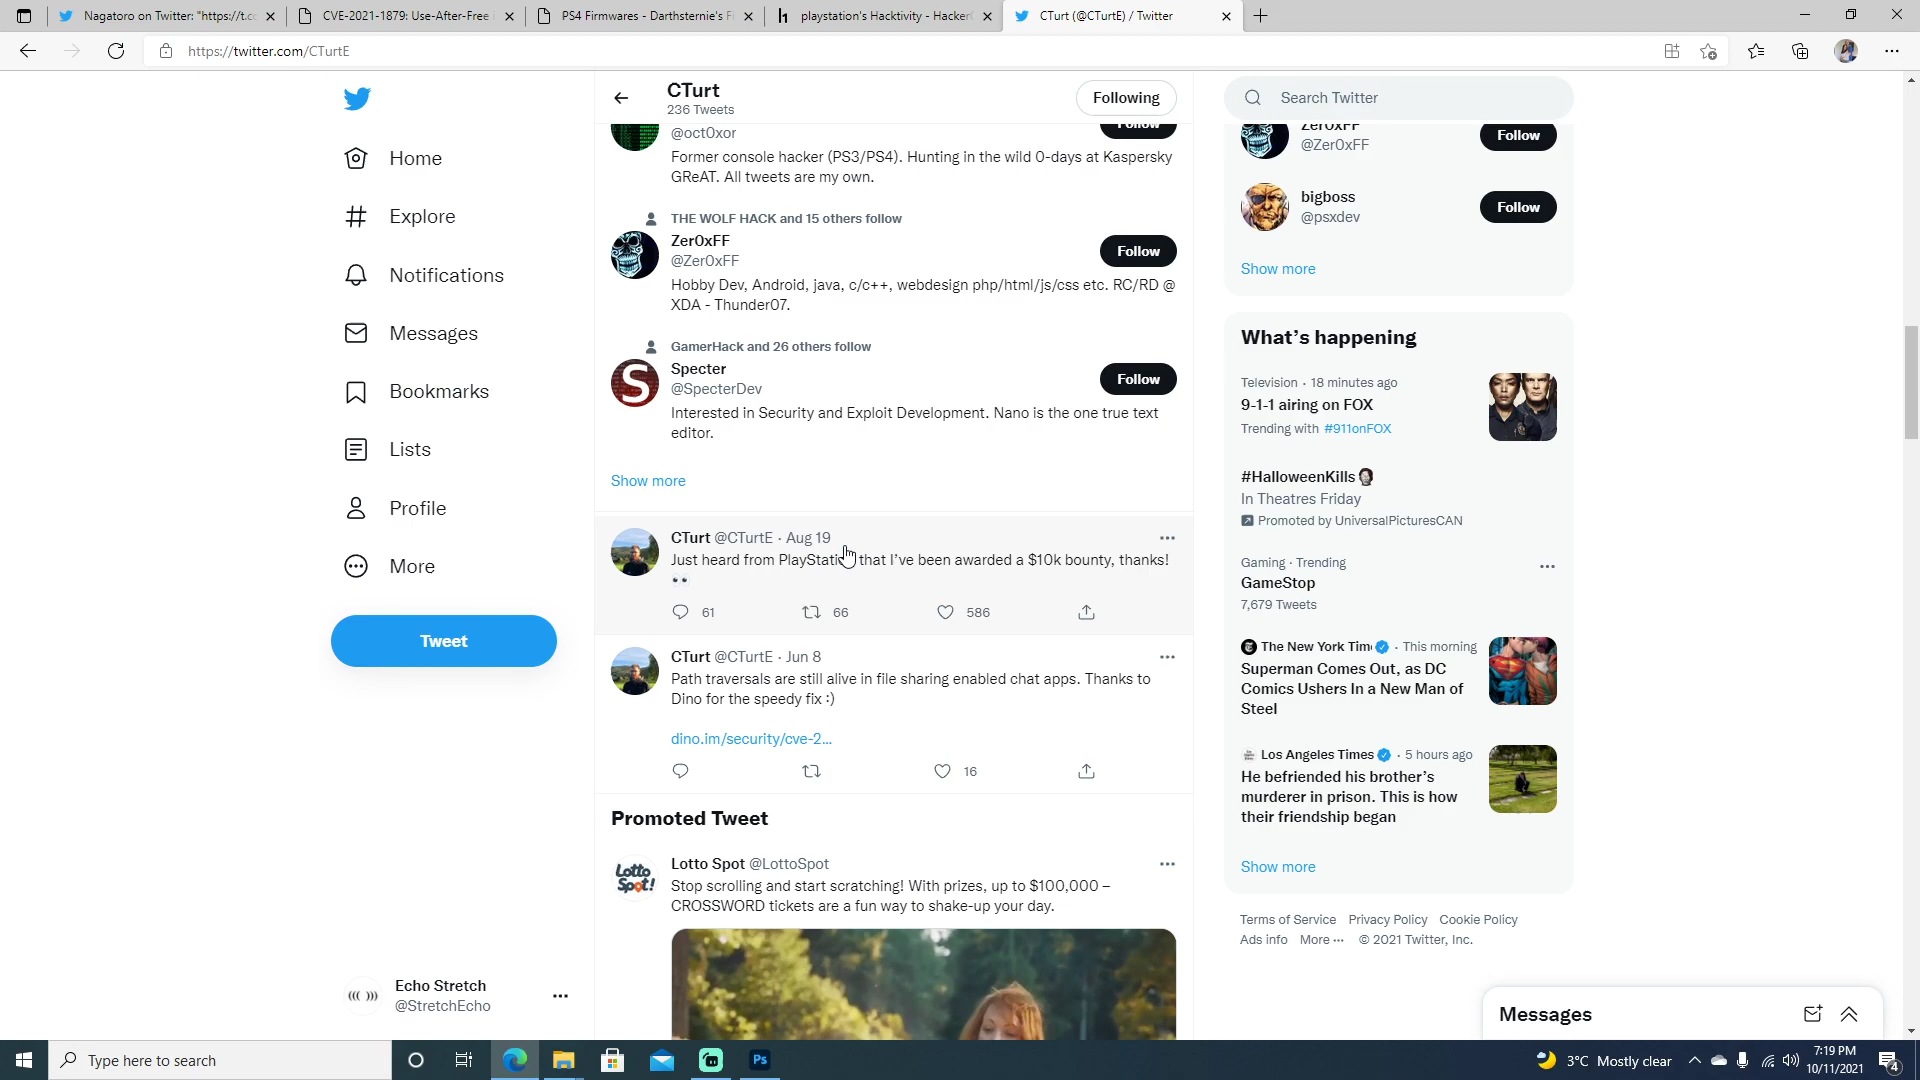 Nagatoro on Twitter: "https://t.cc
CVE-2021-1879: Use-After-Free
PS4 Firmwares - Darthsternie's Fi
playstation's Hacktivity - Hacker
CTurt (@CTurtE) / Twitter
https://twitter.com/CTurtE
Home
Explore
Notifications
Messages
Bookmarks
Lists
Profile
More
Tweet
Echo Stretch
@StretchEcho
CTurt
236 Tweets
Following
@oct0xor
Follow
Former console hacker (PS3/PS4). Hunting in the wild 0-days at Kaspersky
GReAT. All tweets are my own.
THE WOLF HACK and 15 others follow
Zer0xFF
@Zer0xFF
Follow
Hobby Dev, Android, java, c/c++, webdesign php/html/js/css etc. RC/RD @
XDA - Thunder07.
GamerHack and 26 others follow
Specter
@SpecterDev
Follow
Interested in Security and Exploit Development. Nano is the one true text
editor.
Show more
CTurt @CTurtE · Aug 19
Just heard from PlayStation that I've been awarded a $10k bounty, thanks!
61 66 586
CTurt @CTurtE · Jun 8
Path traversals are still alive in file sharing enabled chat apps. Thanks to
Dino for the speedy fix :)
dino.im/security/cve-2...
16
Promoted Tweet
Lotto Spot @LottoSpot
Lotto
Spot!
Stop scrolling and start scratching! With prizes, up to $100,000 –
CROSSWORD tickets are a fun way to shake-up your day.
Search Twitter
Zer0xFF
@Zer0xFF
Follow
bigboss
@psxdev
Follow
Show more
What's happening
Television · 18 minutes ago
9-1-1 airing on FOX
Trending with #911onFOX
#HalloweenKills
In Theatres Friday
Promoted by UniversalPicturesCAN
Gaming · Trending
GameStop
7,679 Tweets
The New York Tim · This morning
Superman Comes Out, as DC
Comics Ushers In a New Man of
Steel
Los Angeles Times · 5 hours ago
He befriended his brother's
murderer in prison. This is how
their friendship began
Show more
Terms of Service Privacy Policy Cookie Policy
Ads info More ··· © 2021 Twitter, Inc.
Messages
Type here to search
Ps
3°C Mostly clear
7:19 PM
10/11/2021
4